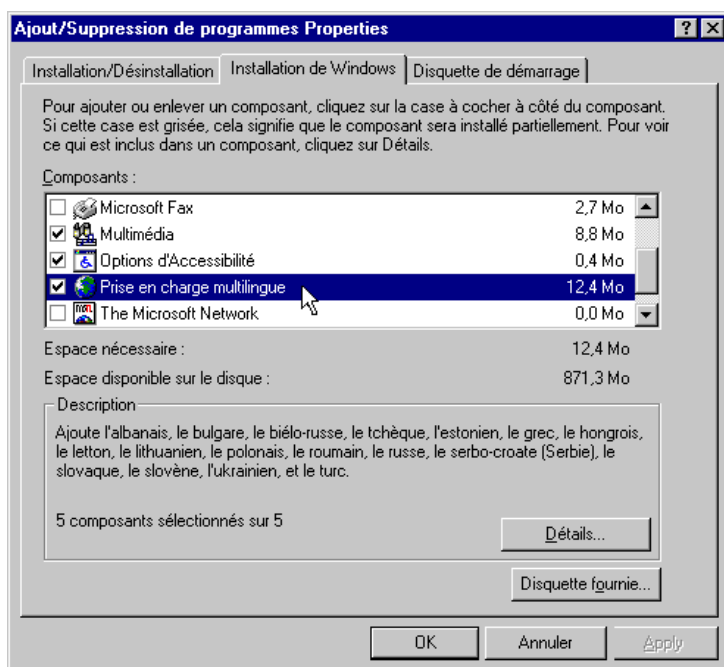 Ajout/Suppression de programmes Properties
Installation/Désinstallation Installation de Windows Disquette de démarrage
Pour ajouter ou enlever un composant, cliquez sur la case à cocher à côté du composant.
Si cette case est grisée, cela signifie que le composant sera installé partiellement. Pour voir
ce qui est inclus dans un composant, cliquez sur Détails.
Composants :
Microsoft Fax 2,7 Mo
Multimédia 8,8 Mo
Options d'Accessibilité 0,4 Mo
Prise en charge multilingue 12,4 Mo
The Microsoft Network 0,0 Mo
Espace nécessaire : 12,4 Mo
Espace disponible sur le disque : 871,3 Mo
Description
Ajoute l'albanais, le bulgare, le biélo-russe, le tchèque, l'estonien, le grec, le hongrois,
le letton, le lithuanien, le polonais, le roumain, le russe, le serbo-croate (Serbie), le
slovaque, le slovène, l'ukrainien, et le turc.
5 composants sélectionnés sur 5
Détails...
Disquette fournie...
OK Annuler Apply